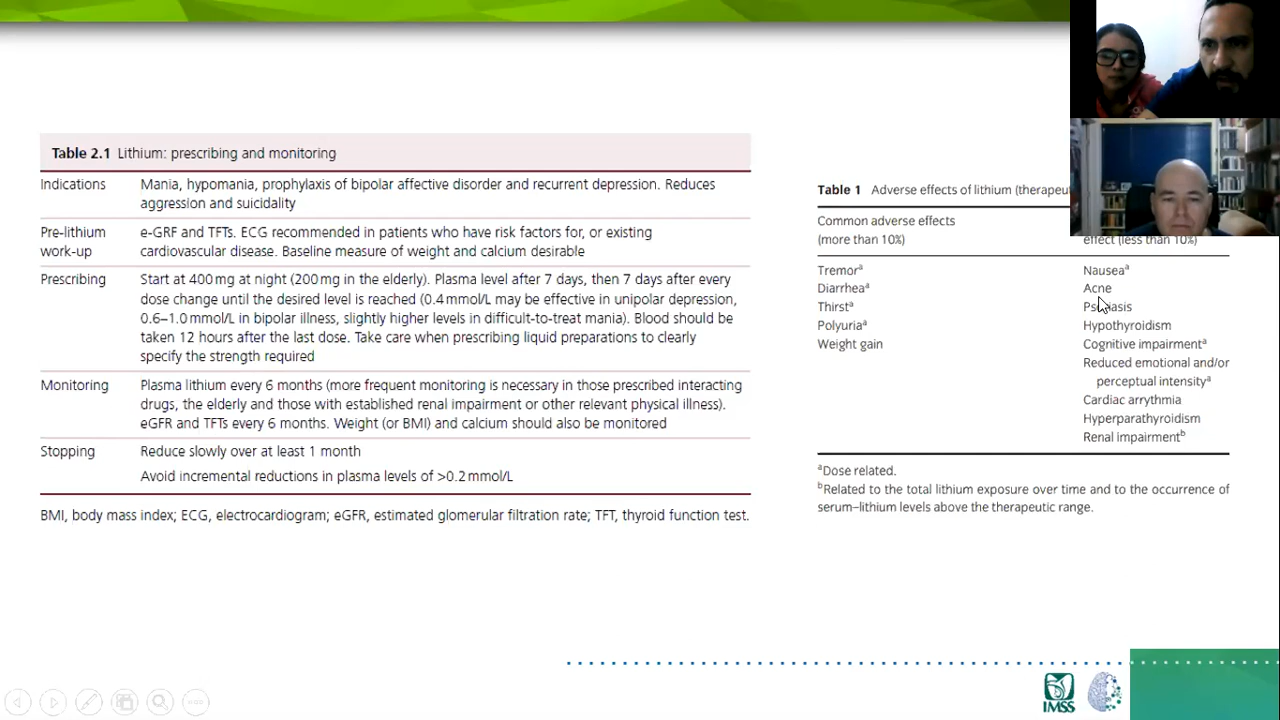 Table 2.1 Lithium: prescribing and monitoring
Indications Mania, hypomania, prophylaxis of bipolar affective disorder and recurrent depression. Reduces
aggression and suicidality
Pre-lithium e-GRF and TFTs. ECG recommended in patients who have risk factors for, or existing
work-up cardiovascular disease. Baseline measure of weight and calcium desirable
Prescribing Start at 400 mg at night (200 mg in the elderly). Plasma level after 7 days, then 7 days after every
dose change until the desired level is reached (0.4 mmol/L may be effective in unipolar depression,
0.6–1.0 mmol/L in bipolar illness, slightly higher levels in difficult-to-treat mania). Blood should be
taken 12 hours after the last dose. Take care when prescribing liquid preparations to clearly
specify the strength required
Monitoring Plasma lithium every 6 months (more frequent monitoring is necessary in those prescribed interacting
drugs, the elderly and those with established renal impairment or other relevant physical illness).
eGFR and TFTs every 6 months. Weight (or BMI) and calcium should also be monitored
Stopping Reduce slowly over at least 1 month
Avoid incremental reductions in plasma levels of >0.2 mmol/L
BMI, body mass index; ECG, electrocardiogram; eGFR, estimated glomerular filtration rate; TFT, thyroid function test.
Table 1 Adverse effects of lithium
Common adverse effects
(more than 10%) effect (less than 10%)
Tremorᵃ Nauseaᵃ
Diarrheaᵃ Acne
Thirstᵃ Psoriasis
Polyuriaᵃ Hypothyroidism
Weight gain Cognitive impairmentᵃ
Reduced emotional and/or
perceptual intensityᵃ
Cardiac arrythmia
Hyperparathyroidism
Renal impairmentᵇ
ᵃDose related.
ᵇRelated to the total lithium exposure over time and to the occurrence of
serum–lithium levels above the therapeutic range.
IMSS